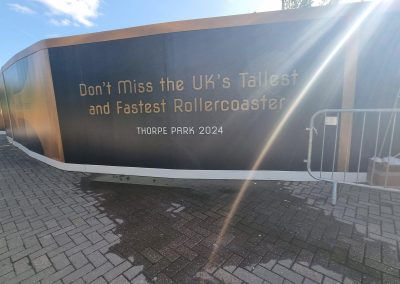 Don't Miss the UK's Tallest
and Fastest Rollercoaster
THORPE PARK 2024